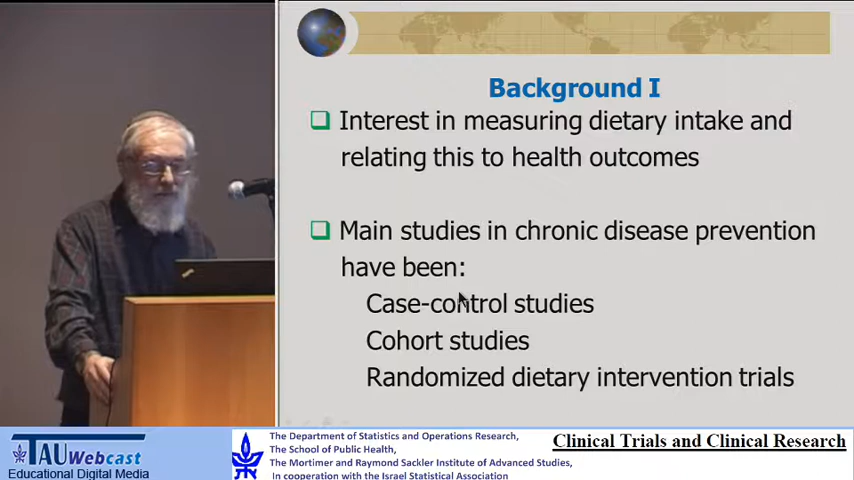 Background I
Interest in measuring dietary intake and
relating this to health outcomes
Main studies in chronic disease prevention
have been:
Case-control studies
Cohort studies
Randomized dietary intervention trials
TAU Webcast
Educational Digital Media
The Department of Statistics and Operations Research,
The School of Public Health,
The Mortimer and Raymond Sackler Institute of Advanced Studies,
In cooperation with the Israel Statistical Association
Clinical Trials and Clinical Research